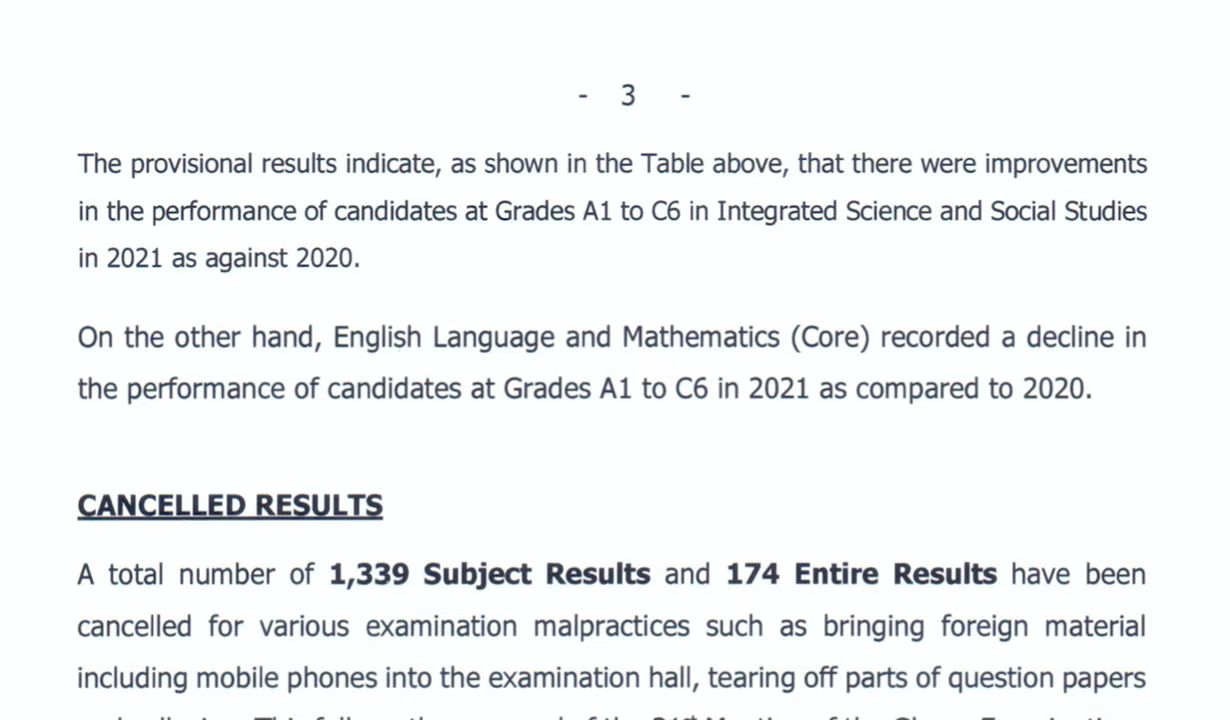 - 3 -
The provisional results indicate, as shown in the Table above, that there were improvements
in the performance of candidates at Grades A1 to C6 in Integrated Science and Social Studies
in 2021 as against 2020.
On the other hand, English Language and Mathematics (Core) recorded a decline in
the performance of candidates at Grades A1 to C6 in 2021 as compared to 2020.
CANCELLED RESULTS
A total number of 1,339 Subject Results and 174 Entire Results have been
cancelled for various examination malpractices such as bringing foreign material
including mobile phones into the examination hall, tearing off parts of question papers